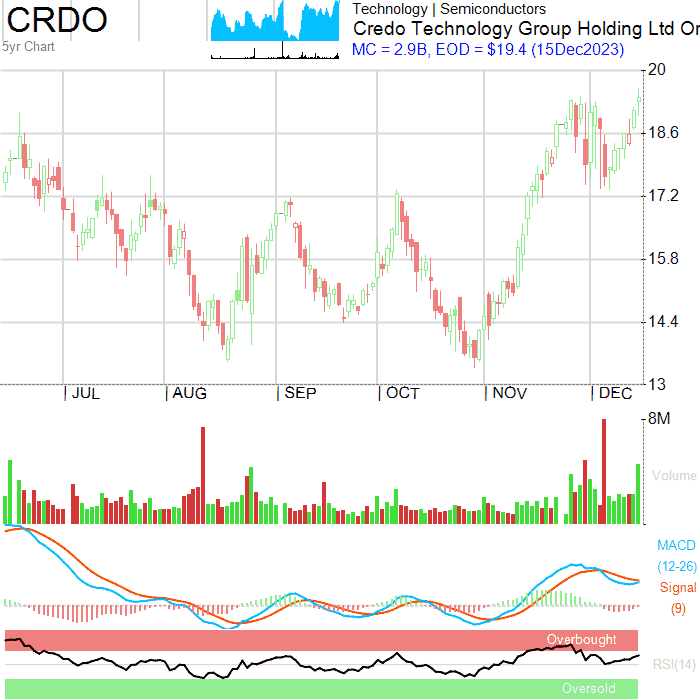 CRDO
5yr Chart
Technology | Semiconductors
Credo Technology Group Holding Ltd Or
MC = 2.9B, EOD = $19.4 (15Dec2023)
20
18.6
17.2
15.8
14.4
13
JUL AUG SEP OCT NOV DEC
8M
Volume
MACD
(12-26)
Signal
(9)
Overbought
RSI(14)
Oversold